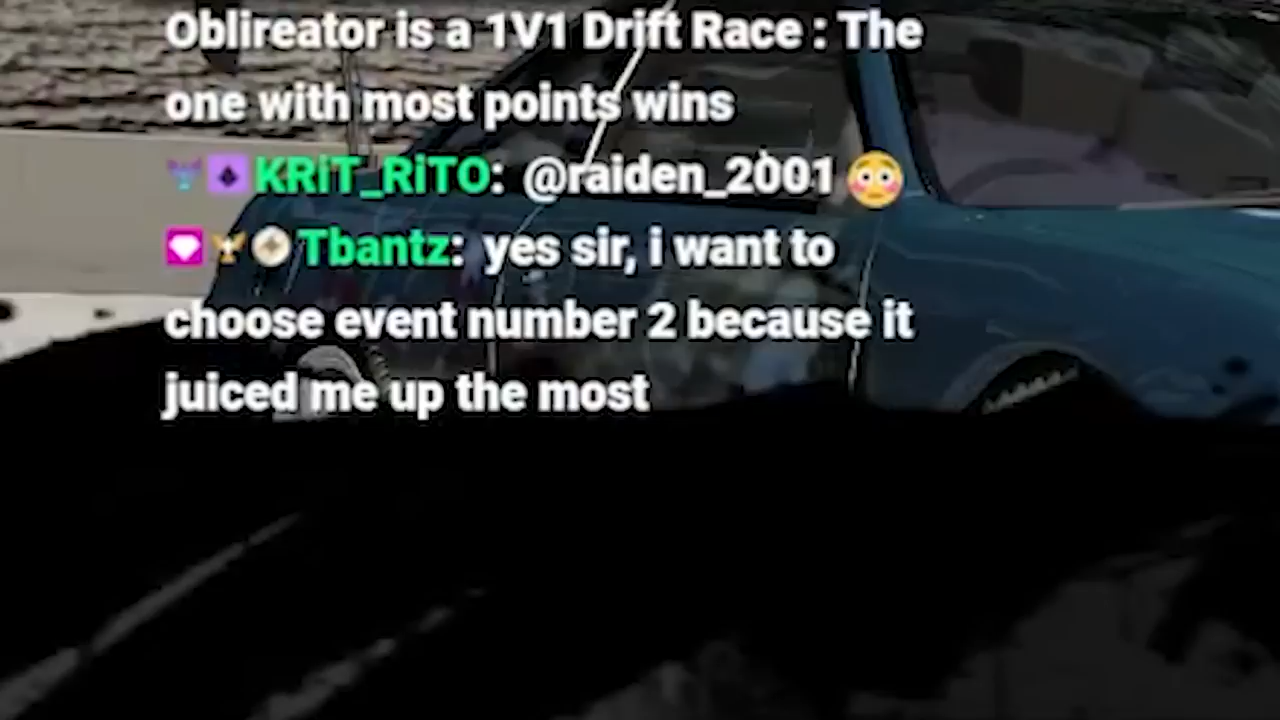 Oblireator is a 1V1 Drift Race : The
one with most points wins
KRiT_RiTO: @raiden_2001 😳
Tbantz: yes sir, i want to
choose event number 2 because it
juiced me up the most